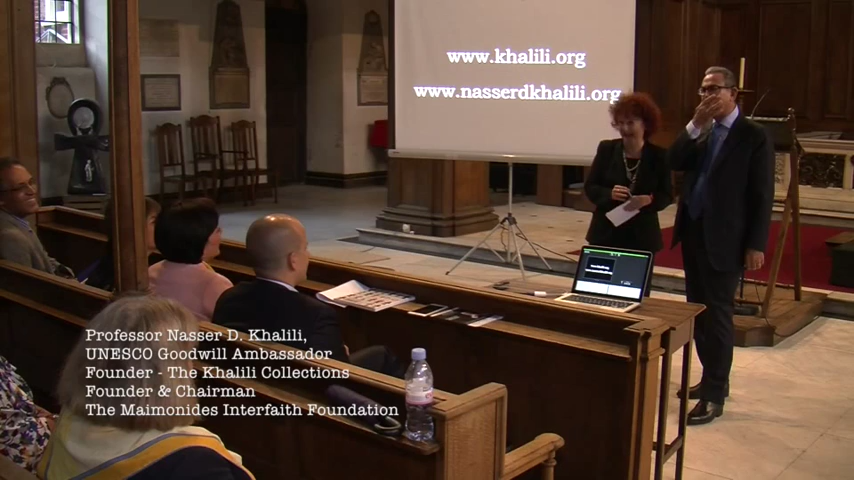 www.khalili.org
www.nasserdkhalili.org
Professor Nasser D. Khalili,
UNESCO Goodwill Ambassador
Founder - The Khalili Collections
Founder & Chairman
The Maimonides Interfaith Foundation